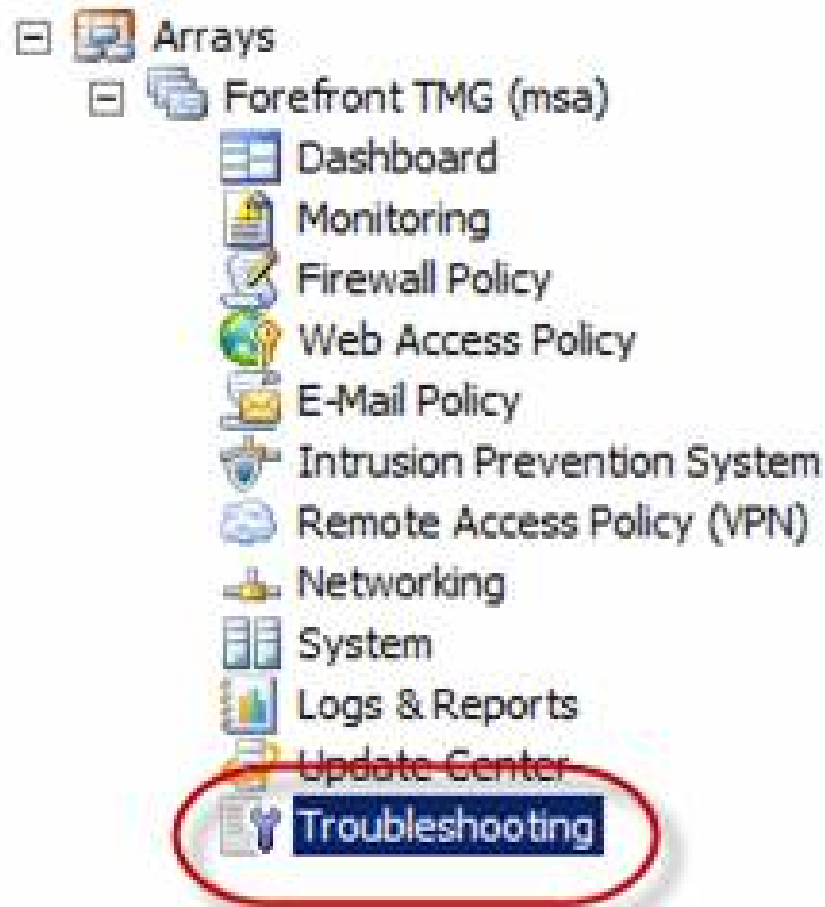 Arrays
Forefront TMG (msa)
Dashboard
Monitoring
Firewall Policy
Web Access Policy
E-Mail Policy
Intrusion Prevention System
Remote Access Policy (VPN)
Networking
System
Logs & Reports
Update Center
Troubleshooting